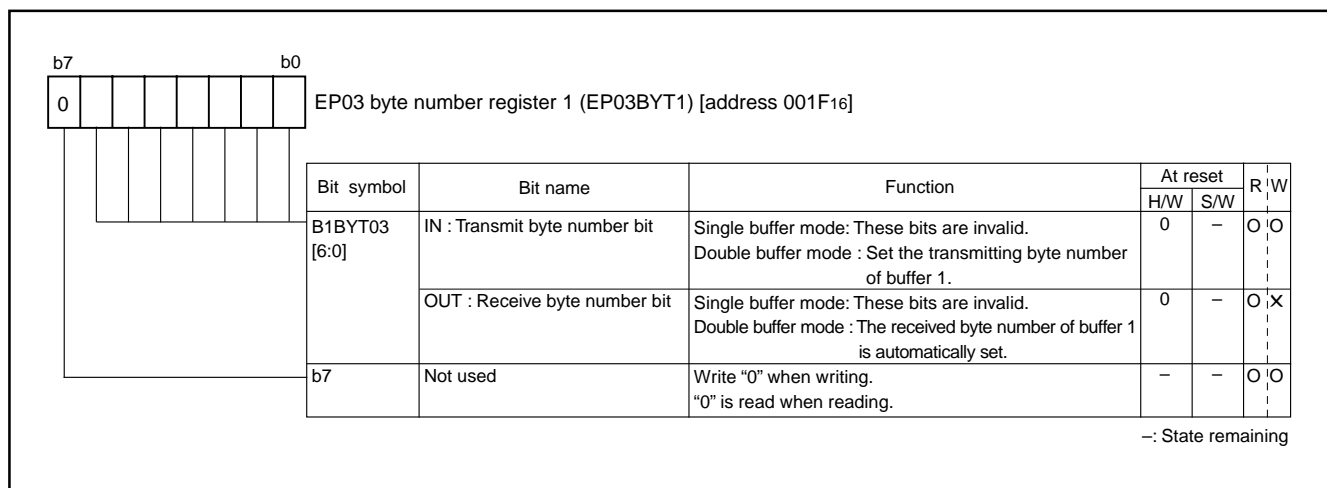 b7 b0
0 EP03 byte number register 1 (EP03BYT1) [address 001F16]
Bit symbol Bit name Function At reset R W
H/W S/W
B1BYT03 IN : Transmit byte number bit Single buffer mode: These bits are invalid. 0 – O O
[6:0] Double buffer mode : Set the transmitting byte number
of buffer 1.
OUT : Receive byte number bit Single buffer mode: These bits are invalid. 0 – O X
Double buffer mode : The received byte number of buffer 1
is automatically set.
b7 Not used Write “0” when writing. – – O O
“0” is read when reading.
–: State remaining